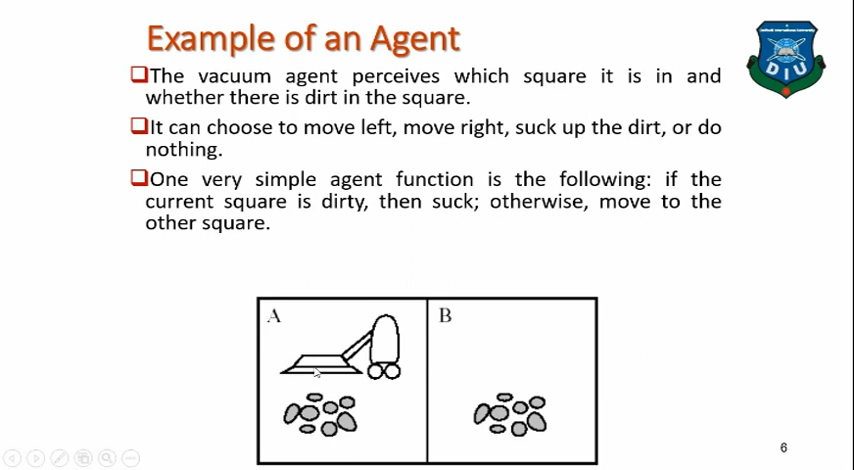 Example of an Agent
The vacuum agent perceives which square it is in and
whether there is dirt in the square.
It can choose to move left, move right, suck up the dirt, or do
nothing.
One very simple agent function is the following: if the
current square is dirty, then suck; otherwise, move to the
other square.
DIU
A
B
6